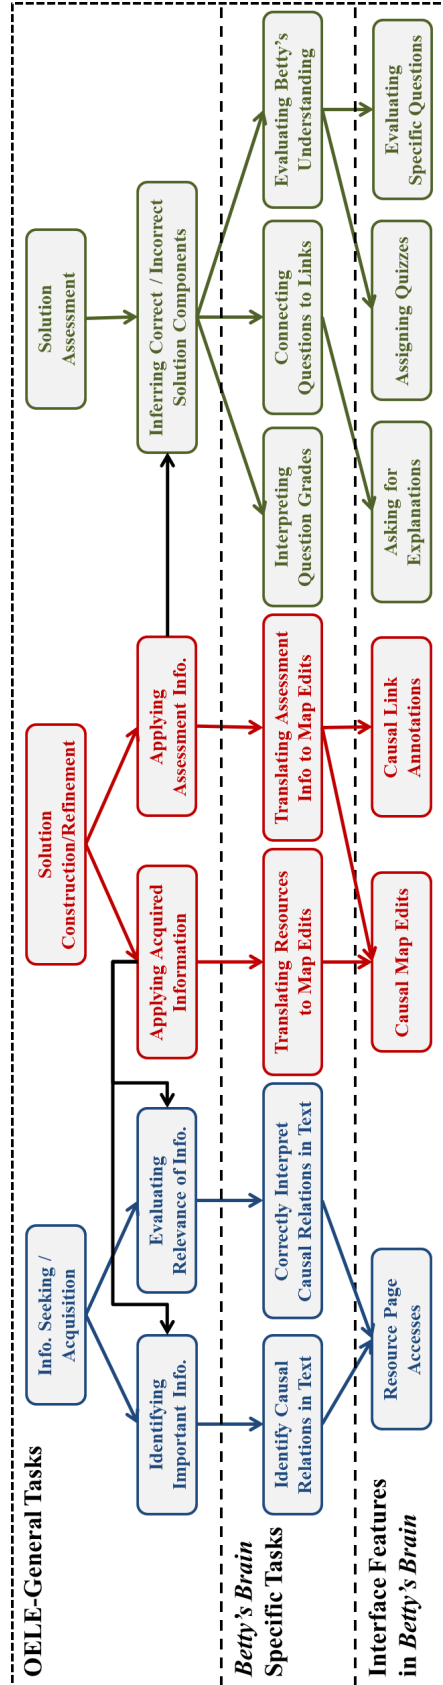 OELE-General Tasks
Info. Seeking /
Acquisition
Solution
Construction/Refinement
Solution
Assessment
Identifying
Important Info.
Evaluating
Relevance of Info.
Applying Acquired
Information
Applying
Assessment Info.
Inferring Correct / Incorrect
Solution Components
Betty's Brain
Specific Tasks
Identify Causal
Relations in Text
Correctly Interpret
Causal Relations in Text
Translating Resources
to Map Edits
Translating Assessment
Info to Map Edits
Interpreting
Question Grades
Connecting
Questions to Links
Evaluating Betty's
Understanding
Interface Features
in Betty's Brain
Resource Page
Accesses
Causal Map Edits
Causal Link
Annotations
Asking for
Explanations
Assigning Quizzes
Evaluating
Specific Questions